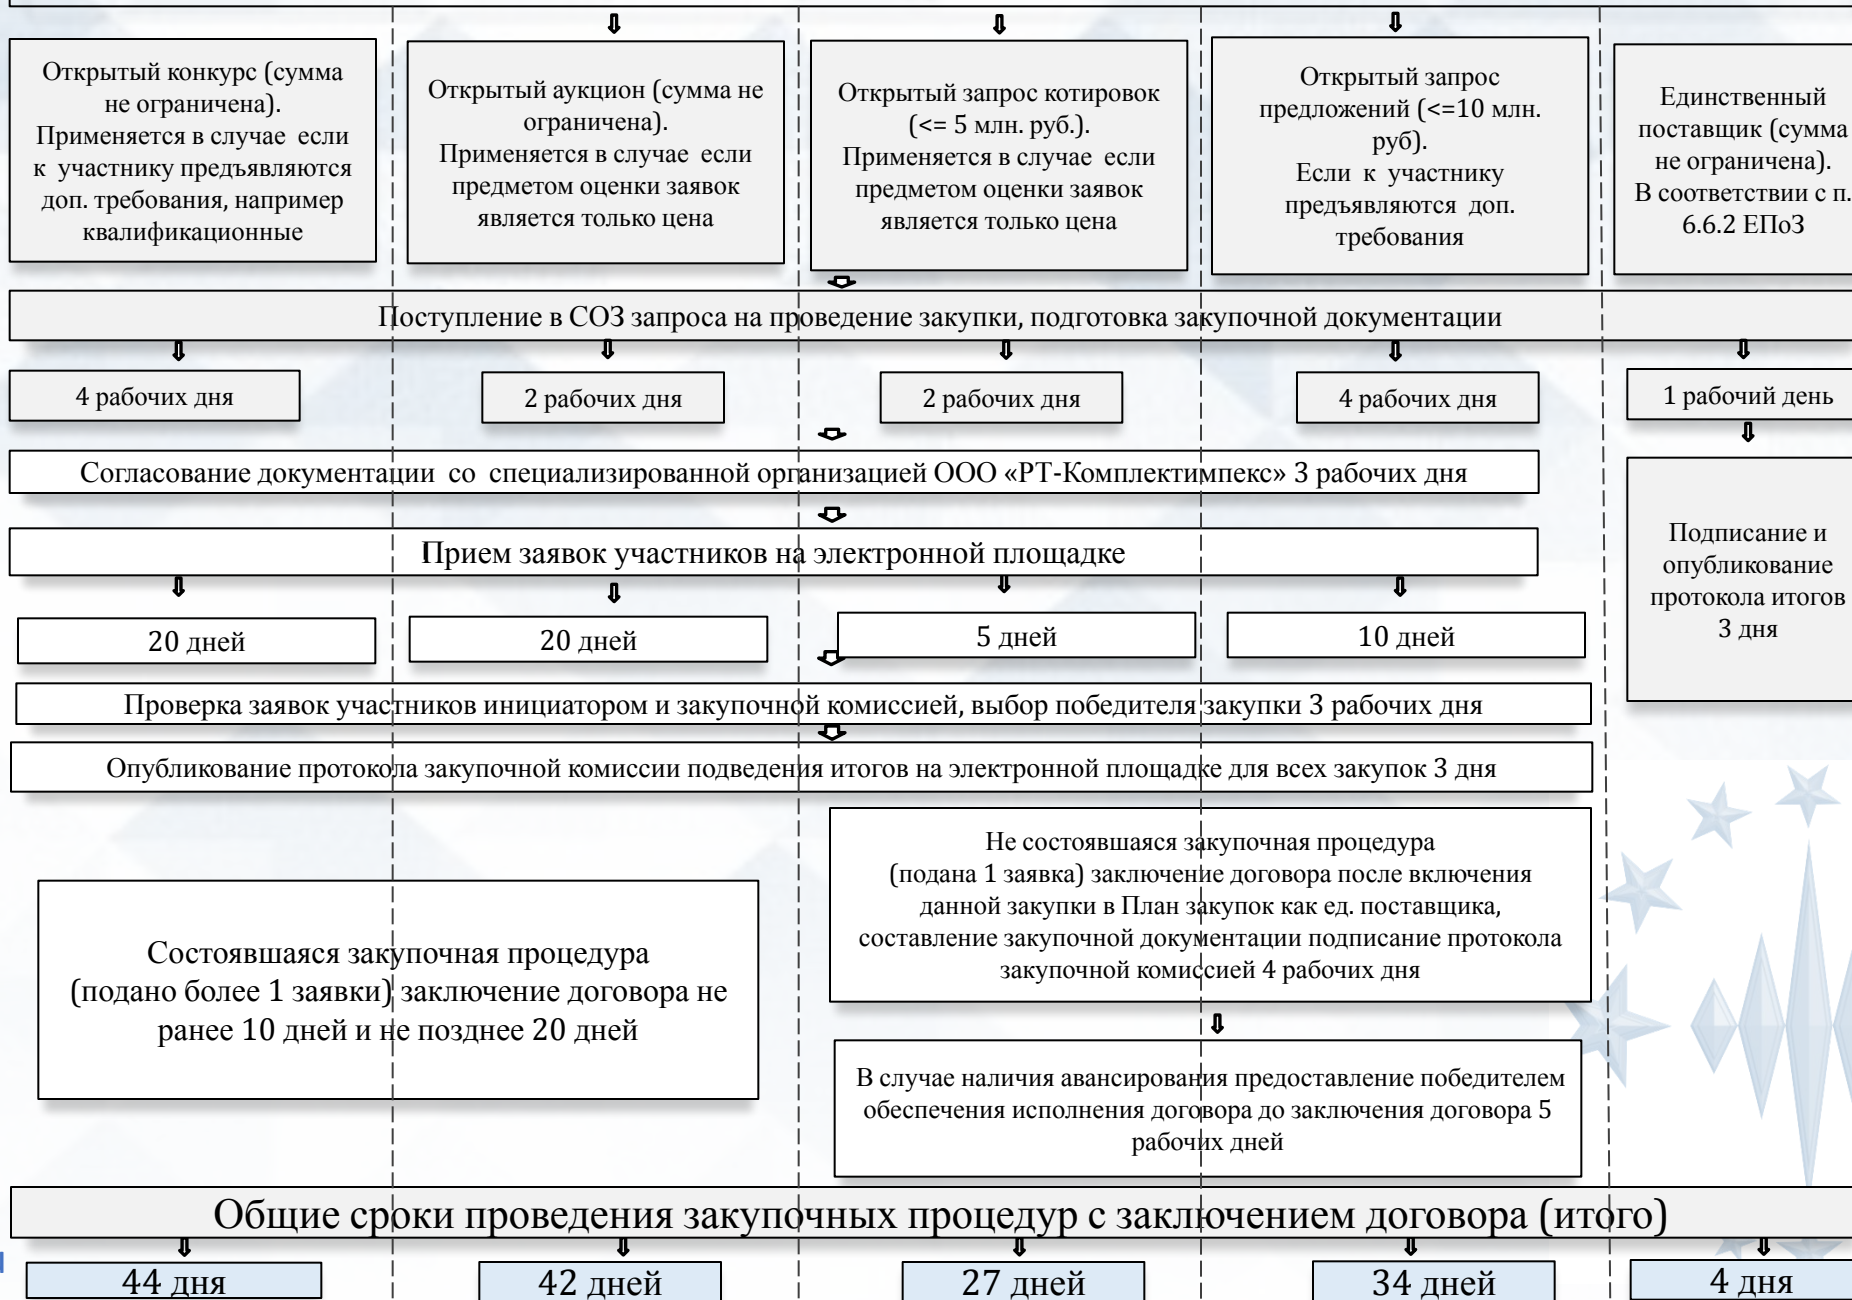 Открытый конкурс (сумма
не ограничена).
Применяется в случае если
к участнику предъявляются
доп. требования, например
квалификационные
Открытый аукцион (сумма не
ограничена).
Применяется в случае если
предметом оценки заявок
является только цена
Открытый запрос котировок
(<= 5 млн. руб.).
Применяется в случае если
предметом оценки заявок
является только цена
Открытый запрос
предложений (<=10 млн.
руб).
Если к участнику
предъявляются доп.
требования
Единственный
поставщик (сумма
не ограничена).
В соответствии с п.
6.6.2 ЕПоЗ
Поступление в СОЗ запроса на проведение закупки, подготовка закупочной документации
4 рабочих дня
2 рабочих дня
2 рабочих дня
4 рабочих дня
1 рабочий день
Согласование документации со специализированной организацией ООО «РТ-Комплектимпекс» 3 рабочих дня
Прием заявок участников на электронной площадке
Подписание и
опубликование
протокола итогов
3 дня
20 дней
20 дней
5 дней
10 дней
Проверка заявок участников инициатором и закупочной комиссией, выбор победителя закупки 3 рабочих дня
Опубликование протокола закупочной комиссии подведения итогов на электронной площадке для всех закупок 3 дня
Состоявшаяся закупочная процедура
(подано более 1 заявки) заключение договора не
ранее 10 дней и не позднее 20 дней
Не состоявшаяся закупочная процедура
(подана 1 заявка) заключение договора после включения
данной закупки в План закупок как ед. поставщика,
составление закупочной документации подписание протокола
закупочной комиссией 4 рабочих дня
В случае наличия авансирования предоставление победителем
обеспечения исполнения договора до заключения договора 5
рабочих дней
Общие сроки проведения закупочных процедур с заключением договора (итого)
44 дня
42 дней
27 дней
34 дней
4 дня